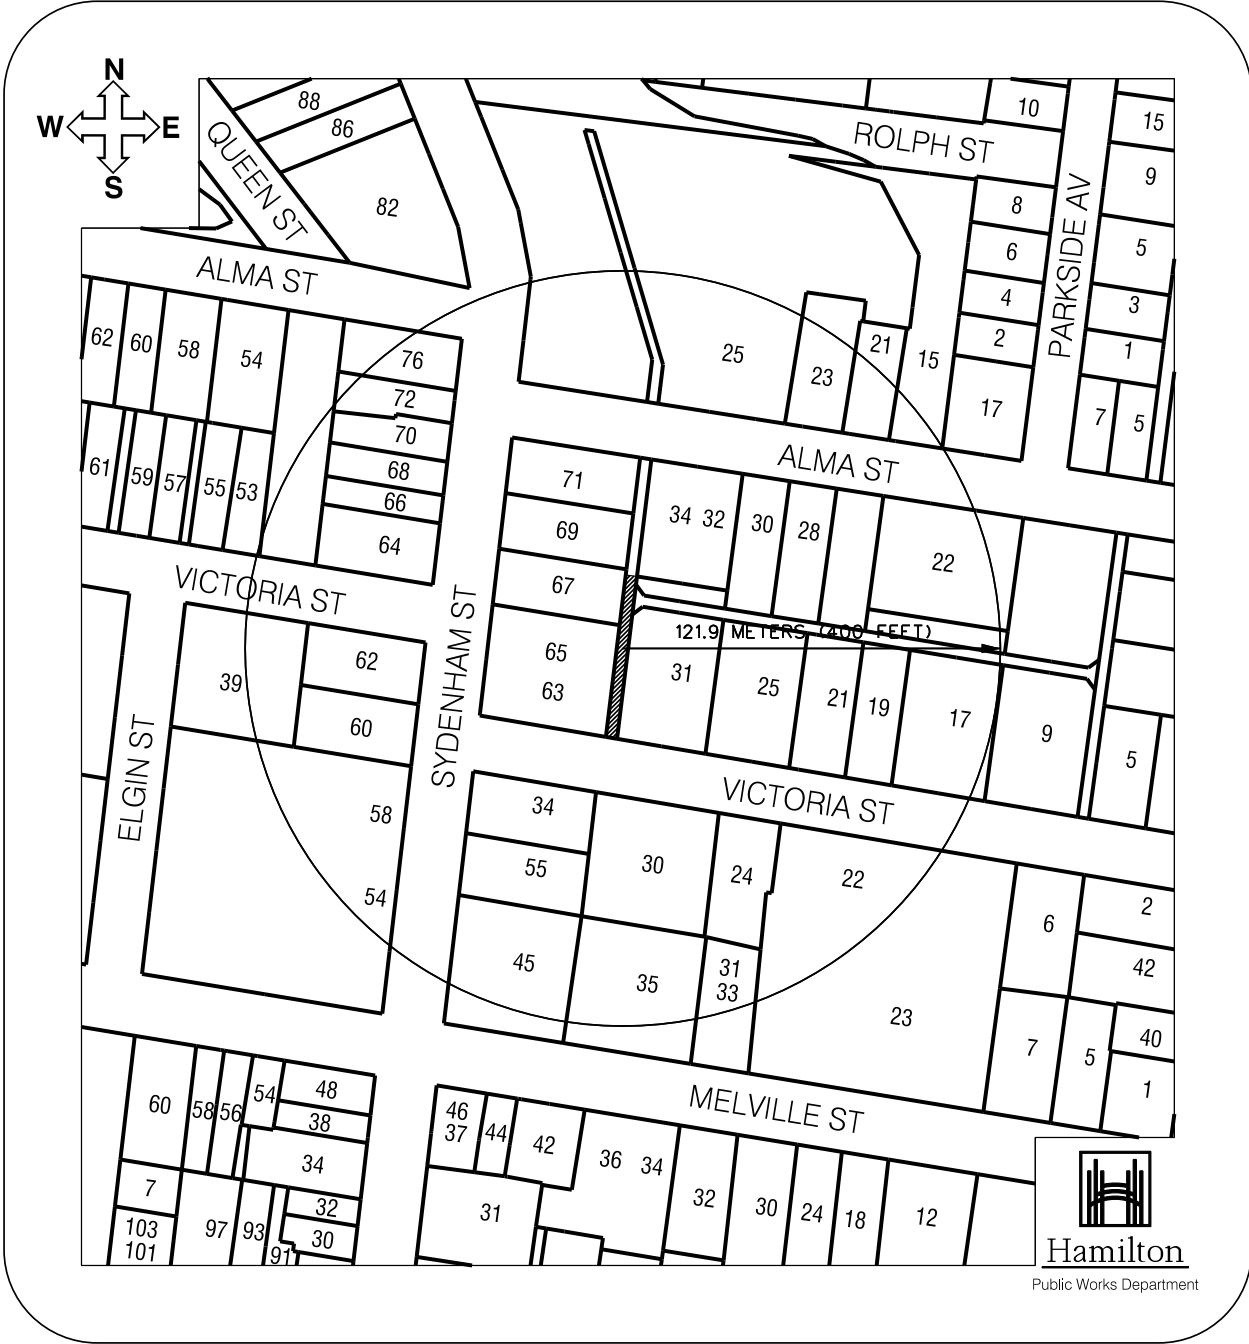 N
W E
S
88
86
82
QUEEN ST
ALMA ST
ROLPH ST
10
15
9
8
6
4
2
17
5
3
1
7 5
PARKSIDE AV
62 60 58 54
76
72
70
68
66
64
61 59 57 55 53
25
23
21
15
ALMA ST
71
69
67
65
63
34 32 30 28
22
121.9 METERS (400 FEET)
31 25 21 19 17 9 5
VICTORIA ST
SYDENHAM ST
39
62
60
58
54
ELGIN ST
VICTORIA ST
34
55
45
30
35
24
31
33
22
23
6
2
42
7
5
40
1
MELVILLE ST
60 58 56 54
48
38
34
7
103
101
97 93 91
32
30
46
37
44 42 36 34
31
32 30 24 18 12
Hamilton
Public Works Department